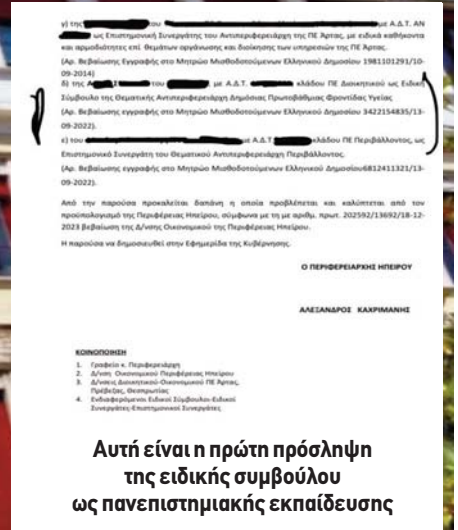 γ) της του με Α.Δ.Τ. ΑΝ
ως Επιστημονική Συνεργάτης του Αντιπεριφερειάρχη της ΠΕ Άρτας, με ειδικά καθήκοντα
και αρμοδιότητες επί θεμάτων οργάνωσης και διοίκησης των υπηρεσιών της ΠΕ Άρτας.
(Αρ. Βεβαίωσης Εγγραφής στο Μητρώο Μισθοδοτούμενων Ελληνικού Δημοσίου 1981101291/10-
09-2014)
δ) της του με Α.Δ.Τ. κλάδου ΠΕ Διοικητικού ως Ειδική
Σύμβουλο της Θεματικής Αντιπεριφερειάρχη Δημόσιας Πρωτοβάθμιας Φροντίδας Υγείας
(Αρ. Βεβαίωσης εγγραφής στο Μητρώο Μισθοδοτούμενων Ελληνικού Δημοσίου 3422154835/13-
09-2022).
ε) του με Α.Δ.Τ. κλάδου ΠΕ Περιβάλλοντος, ως
Επιστημονικό Συνεργάτη του Θεματικού Αντιπεριφερειάρχη Περιβάλλοντος.
(Αρ. Βεβαίωσης εγγραφής στο Μητρώο Μισθοδοτούμενων Ελληνικού Δημοσίου6812411321/13-
09-2022).
Από την παρούσα προκαλείται δαπάνη η οποία προβλέπεται και καλύπτεται από τον
προϋπολογισμό της Περιφέρειας Ηπείρου, σύμφωνα με τη με αριθμ. πρωτ. 202592/13692/18-12-
2023 βεβαίωση της Δ/νσης Οικονομικού της Περιφέρειας Ηπείρου.
Η παρούσα να δημοσιευθεί στην Εφημερίδα της Κυβέρνησης.
Ο ΠΕΡΙΦΕΡΕΙΑΡΧΗΣ ΗΠΕΙΡΟΥ
ΑΛΕΞΑΝΔΡΟΣ ΚΑΧΡΙΜΑΝΗΣ
ΚΟΙΝΟΠΟΙΗΣΗ
1. Γραφείο κ. Περιφερειάρχη
2. Δ/νση Οικονομικού Περιφέρειας Ηπείρου
3. Δ/νσεις Διοικητικού-Οικονομικού ΠΕ Άρτας,
Πρέβεζας, Θεσπρωτίας
4. Ενδιαφερόμενοι Ειδικοί Σύμβουλοι-Ειδικοί
Συνεργάτες-Επιστημονικοί Συνεργάτες
Αυτή είναι η πρώτη πρόσληψη
της ειδικής συμβούλου
ως πανεπιστημιακής εκπαίδευσης